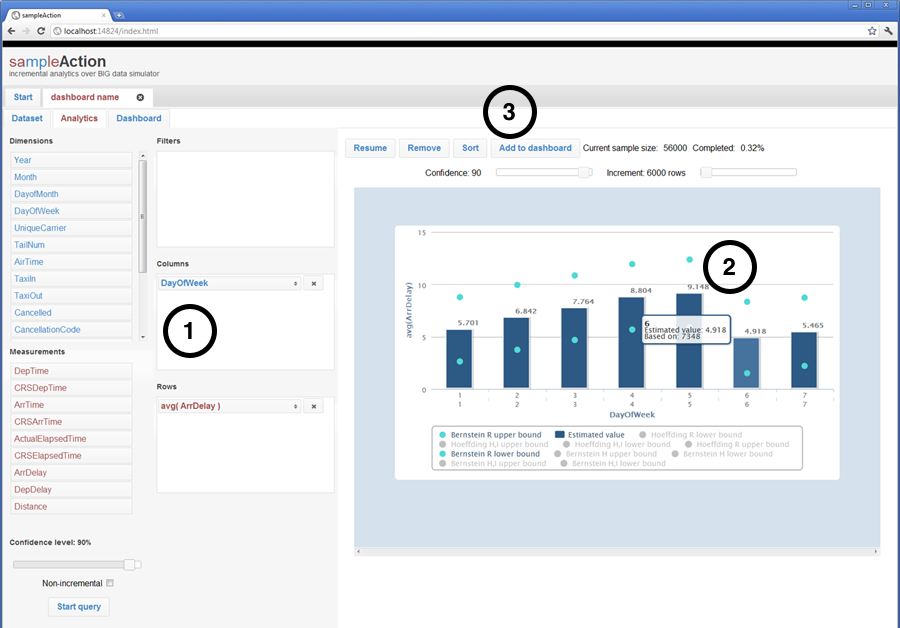 sampleAction
localhost:14824/index.html
sampleAction
incremental analytics over BIG data simulator
Start
dashboard name
Dataset
Analytics
Dashboard
Dimensions
Year
Month
DayofMonth
DayOfWeek
UniqueCarrier
TailNum
AirTime
TaxiIn
TaxiOut
Cancelled
CancellationCode
Measurements
DepTime
CRSDepTime
ArrTime
CRSArrTime
ActualElapsedTime
CRSElapsedTime
ArrDelay
DepDelay
Distance
Confidence level: 90%
Non-incremental
Start query
Filters
Columns
DayOfWeek
1
Rows
avg( ArrDelay )
3
Resume
Remove
Sort
Add to dashboard
Current sample size: 56000 Completed: 0.32%
Confidence: 90
Increment: 6000 rows
15
10
5
0
avg(ArrDelay)
5.701
6.842
7.764
8.804
9.148
4.918
5.465
2
6
Estimated value: 4.918
Based on: 7348
1 2 3 4 5 6 7
1 2 3 4 5 6 7
DayOfWeek
Bernstein R upper bound Estimated value Hoeffding R lower bound
Hoeffding H,I upper bound Hoeffding H,I lower bound Hoeffding R upper bound
Bernstein R lower bound Bernstein H upper bound Bernstein H lower bound
Bernstein H,I upper bound Bernstein H,I lower bound